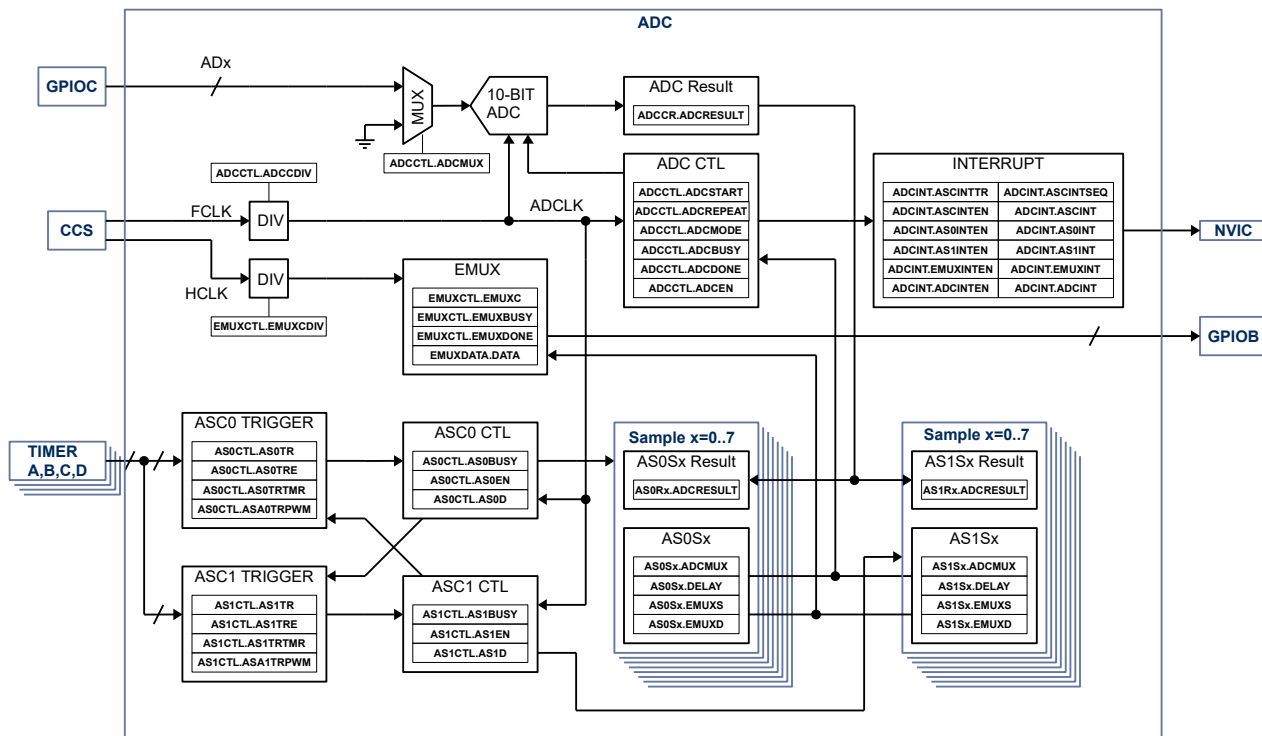 ADC
GPIOC
ADx
MUX
10-BIT
ADC
ADC Result
ADCCR.ADCRESULT
ADCCTL.ADCMUX
ADCCTL.ADCCDIV
CCS
FCLK
DIV
ADCLK
HCLK
DIV
EMUXCTL.EMUXCDIV
ADC CTL
ADCCTL.ADCSTART
ADCCTL.ADCREPEAT
ADCCTL.ADCMODE
ADCCTL.ADCBUSY
ADCCTL.ADCDONE
ADCCTL.ADCEN
INTERRUPT
ADCINT.ASCINTTR ADCINT.ASCINTSEQ
ADCINT.ASCINTEN ADCINT.ASCINT
ADCINT.AS0INTEN ADCINT.AS0INT
ADCINT.AS1INTEN ADCINT.AS1INT
ADCINT.EMUXINTEN ADCINT.EMUXINT
ADCINT.ADCINTEN ADCINT.ADCINT
NVIC
EMUX
EMUXCTL.EMUXC
EMUXCTL.EMUXBUSY
EMUXCTL.EMUXDONE
EMUXDATA.DATA
GPIOB
TIMER
A,B,C,D
ASC0 TRIGGER
AS0CTL.AS0TR
AS0CTL.AS0TRE
AS0CTL.AS0TRTMR
AS0CTL.ASA0TRPWM
ASC0 CTL
AS0CTL.AS0BUSY
AS0CTL.AS0EN
AS0CTL.AS0D
ASC1 TRIGGER
AS1CTL.AS1TR
AS1CTL.AS1TRE
AS1CTL.AS1TRTMR
AS1CTL.ASA1TRPWM
ASC1 CTL
AS1CTL.AS1BUSY
AS1CTL.AS1EN
AS1CTL.AS1D
Sample x=0..7
AS0Sx Result
AS0Rx.ADCRESULT
AS0Sx
AS0Sx.ADCMUX
AS0Sx.DELAY
AS0Sx.EMUXS
AS0Sx.EMUXD
Sample x=0..7
AS1Sx Result
AS1Rx.ADCRESULT
AS1Sx
AS1Sx.ADCMUX
AS1Sx.DELAY
AS1Sx.EMUXS
AS1Sx.EMUXD